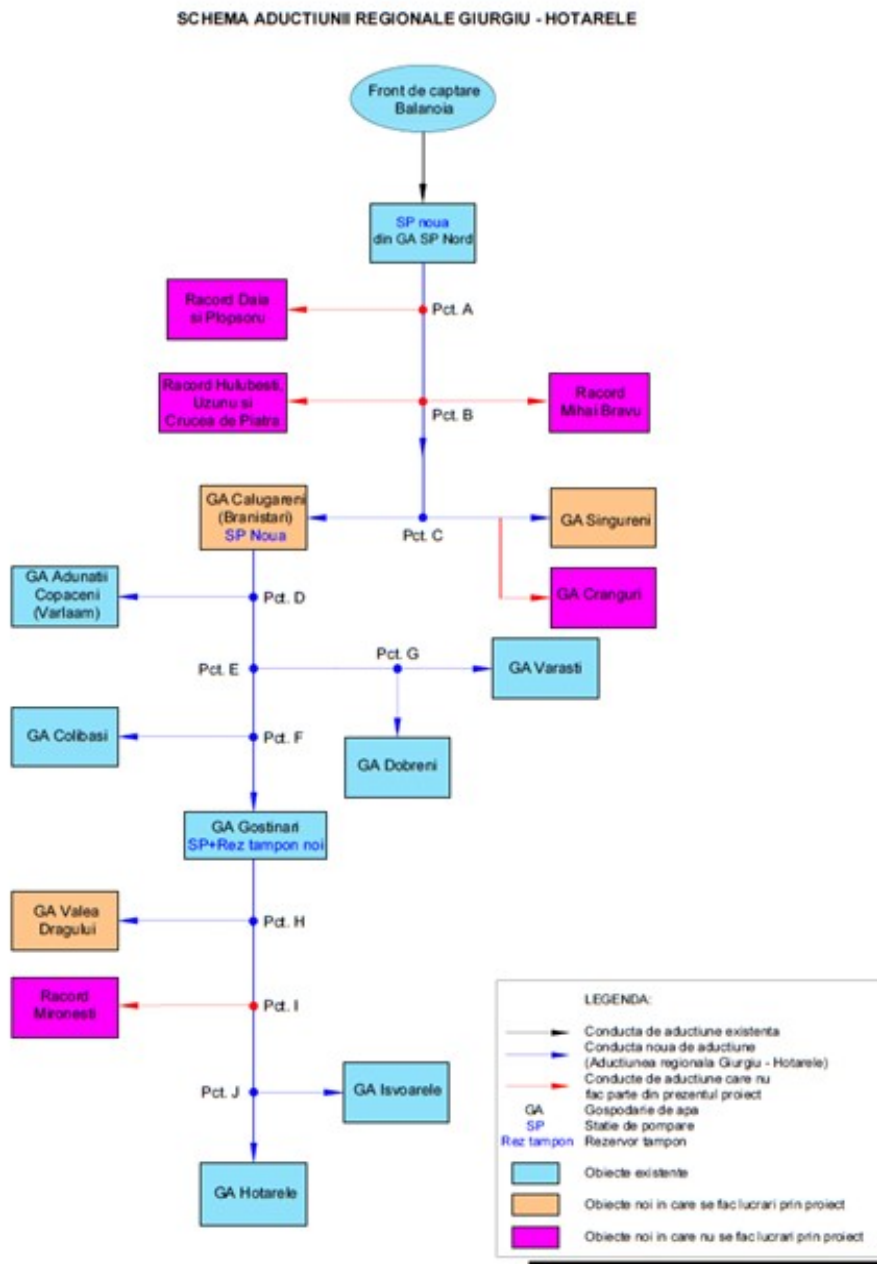 SCHEMA ADUCTIUNII REGIONALE GIURGIU - HOTARELE
Front de captare
Balanoia
SP noua
din GA SP Nord
Racord Daia
si Plopsoru
Pct. A
Racord Hulubesti,
Uzunu si
Crucea de Piatra
Pct. B
Racord
Mihai Bravu
GA Calugareni
(Branistari)
SP Noua
Pct. C
GA Singureni
GA Cranguri
GA Adunatii
Copaceni
(Varlaam)
Pct. D
Pct. E
Pct. G
GA Varasti
GA Colibasi
Pct. F
GA Dobreni
GA Gostinari
SP+Rez tampon noi
GA Valea
Dragului
Pct. H
Racord
Mironesti
Pct. I
Pct. J
GA Isvoarele
GA Hotarele
LEGENDA:
Conducta de aductiune existenta
Conducta noua de aductiune
(Aductiunea regionala Giurgiu - Hotarele)
Conducte de aductiune care nu
fac parte din prezentul proiect
GA Gospodarie de apa
SP Statie de pompare
Rez tampon Rezervor tampon
Obiecte existente
Obiecte noi in care se fac lucrari prin proiect
Obiecte noi in care nu se fac lucrari prin proiect